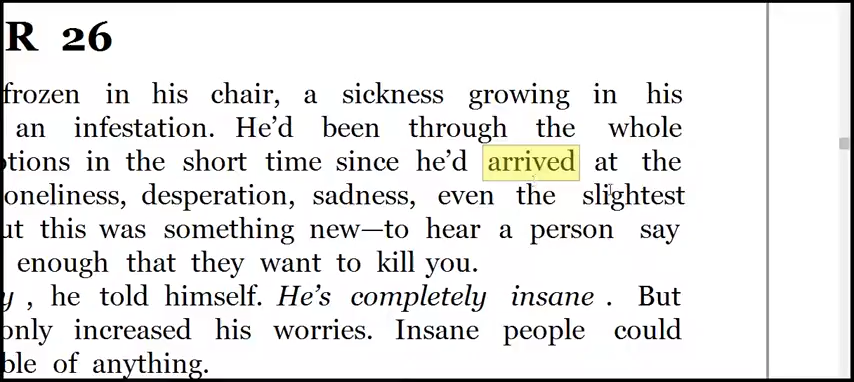 R 26
frozen in his chair, a sickness growing in his
an infestation. He’d been through the whole
otions in the short time since he’d arrived at the
oneliness, desperation, sadness, even the slightest
ut this was something new—to hear a person say
enough that they want to kill you.
y , he told himself. He’s completely insane . But
only increased his worries. Insane people could
ble of anything.